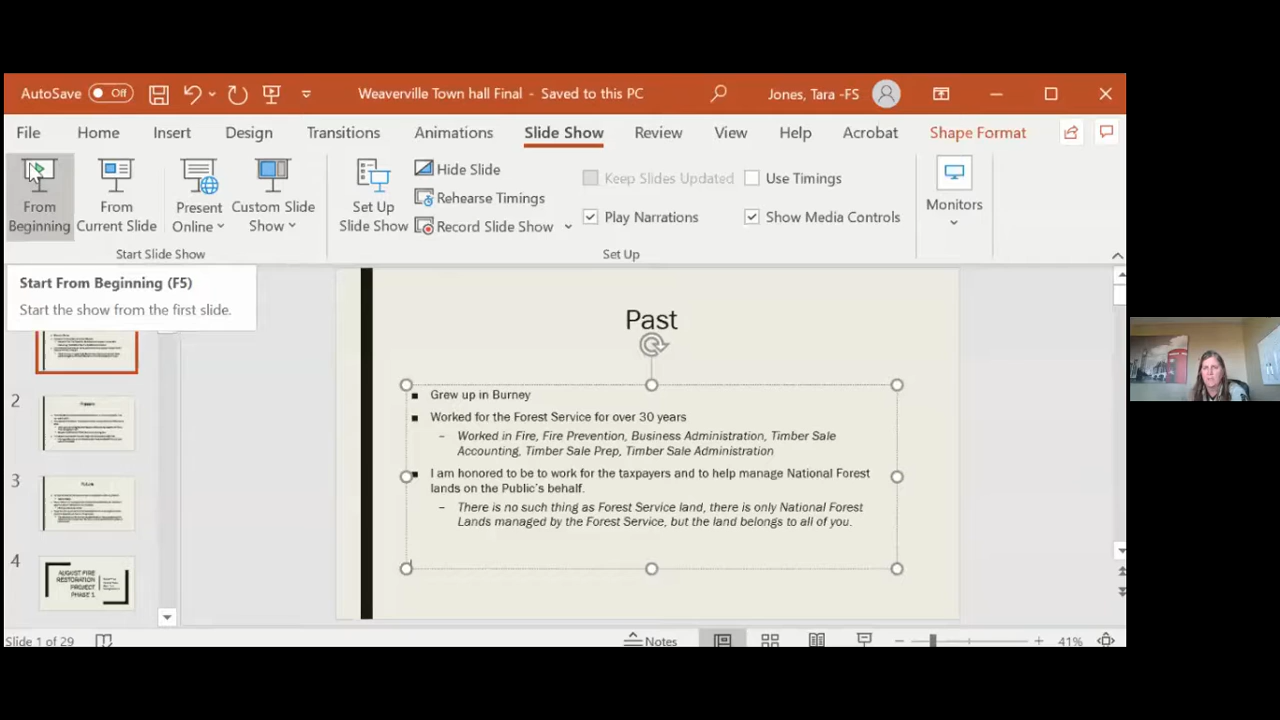 AutoSave Off Weaverville Town hall Final - Saved to this PC Jones, Tara -FS
File Home Insert Design Transitions Animations Slide Show Review View Help Acrobat Shape Format
From Beginning
From Current Slide
Present Online
Custom Slide Show
Set Up Slide Show
Hide Slide
Rehearse Timings
Record Slide Show
Keep Slides Updated
Play Narrations
Use Timings
Show Media Controls
Monitors
Start Slide Show
Set Up
Start From Beginning (F5)
Start the show from the first slide.
2
3
4
AUGUST FIRE
RESTORATION
PROJECT
PHASE 1
Past
Grew up in Burney
Worked for the Forest Service for over 30 years
– Worked in Fire, Fire Prevention, Business Administration, Timber Sale
Accounting, Timber Sale Prep, Timber Sale Administration
I am honored to be to work for the taxpayers and to help manage National Forest
lands on the Public's behalf.
– There is no such thing as Forest Service land, there is only National Forest
Lands managed by the Forest Service, but the land belongs to all of you.
Slide 1 of 29 Notes 41%